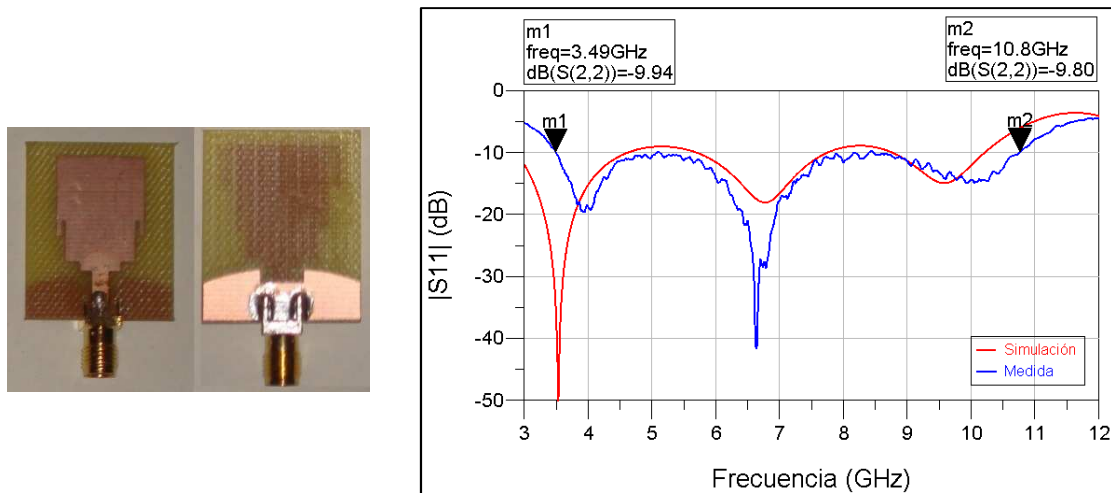 m1
freq=3.49GHz
dB(S(2,2))=-9.94
m2
freq=10.8GHz
dB(S(2,2))=-9.80
0
-10
-20
-30
-40
-50
|S11| (dB)
m1
m2
Simulación
Medida
3 4 5 6 7 8 9 10 11 12
Frecuencia (GHz)